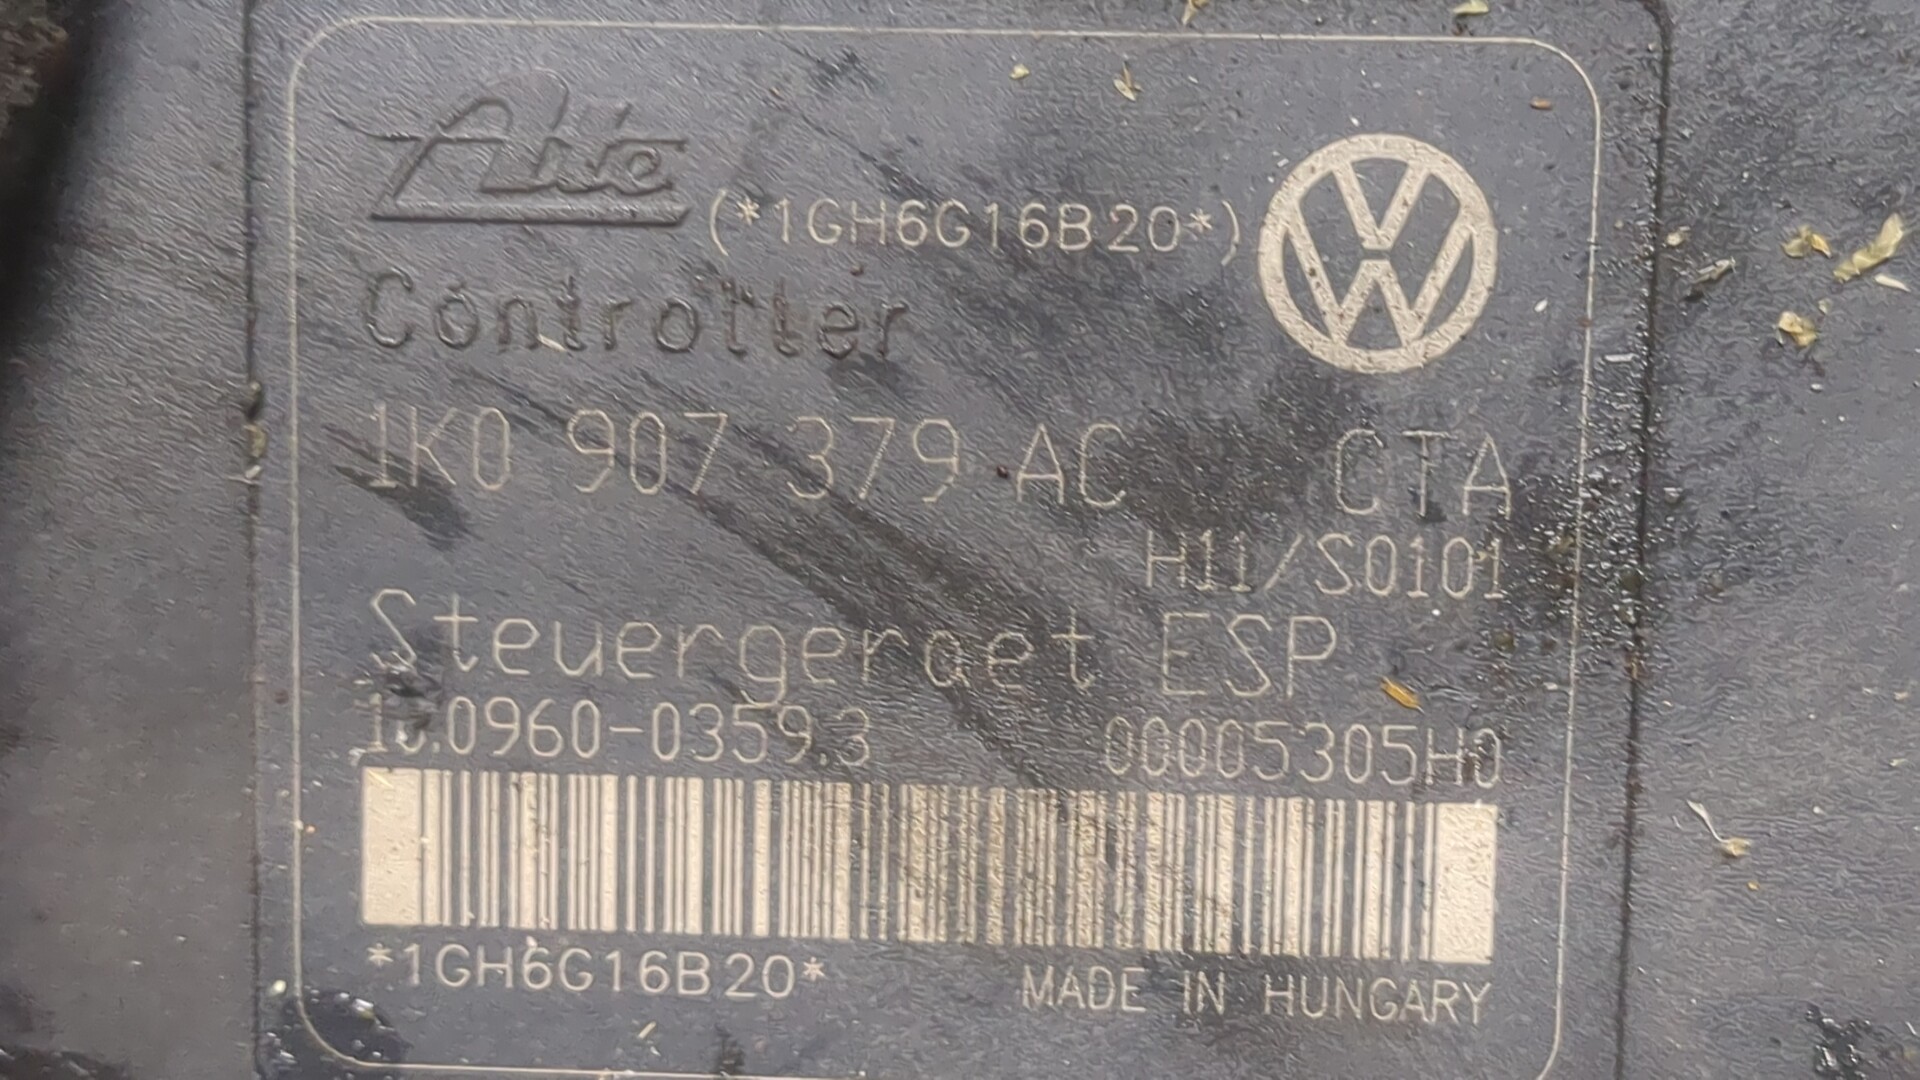 Ate
(*1GH6G16B20*)
Controller
1K0 907 379 AC CTA
H11/S0101
Steuergeraet ESP
10.0960-0359.3 00005305H0
*1GH6G16B20* MADE IN HUNGARY